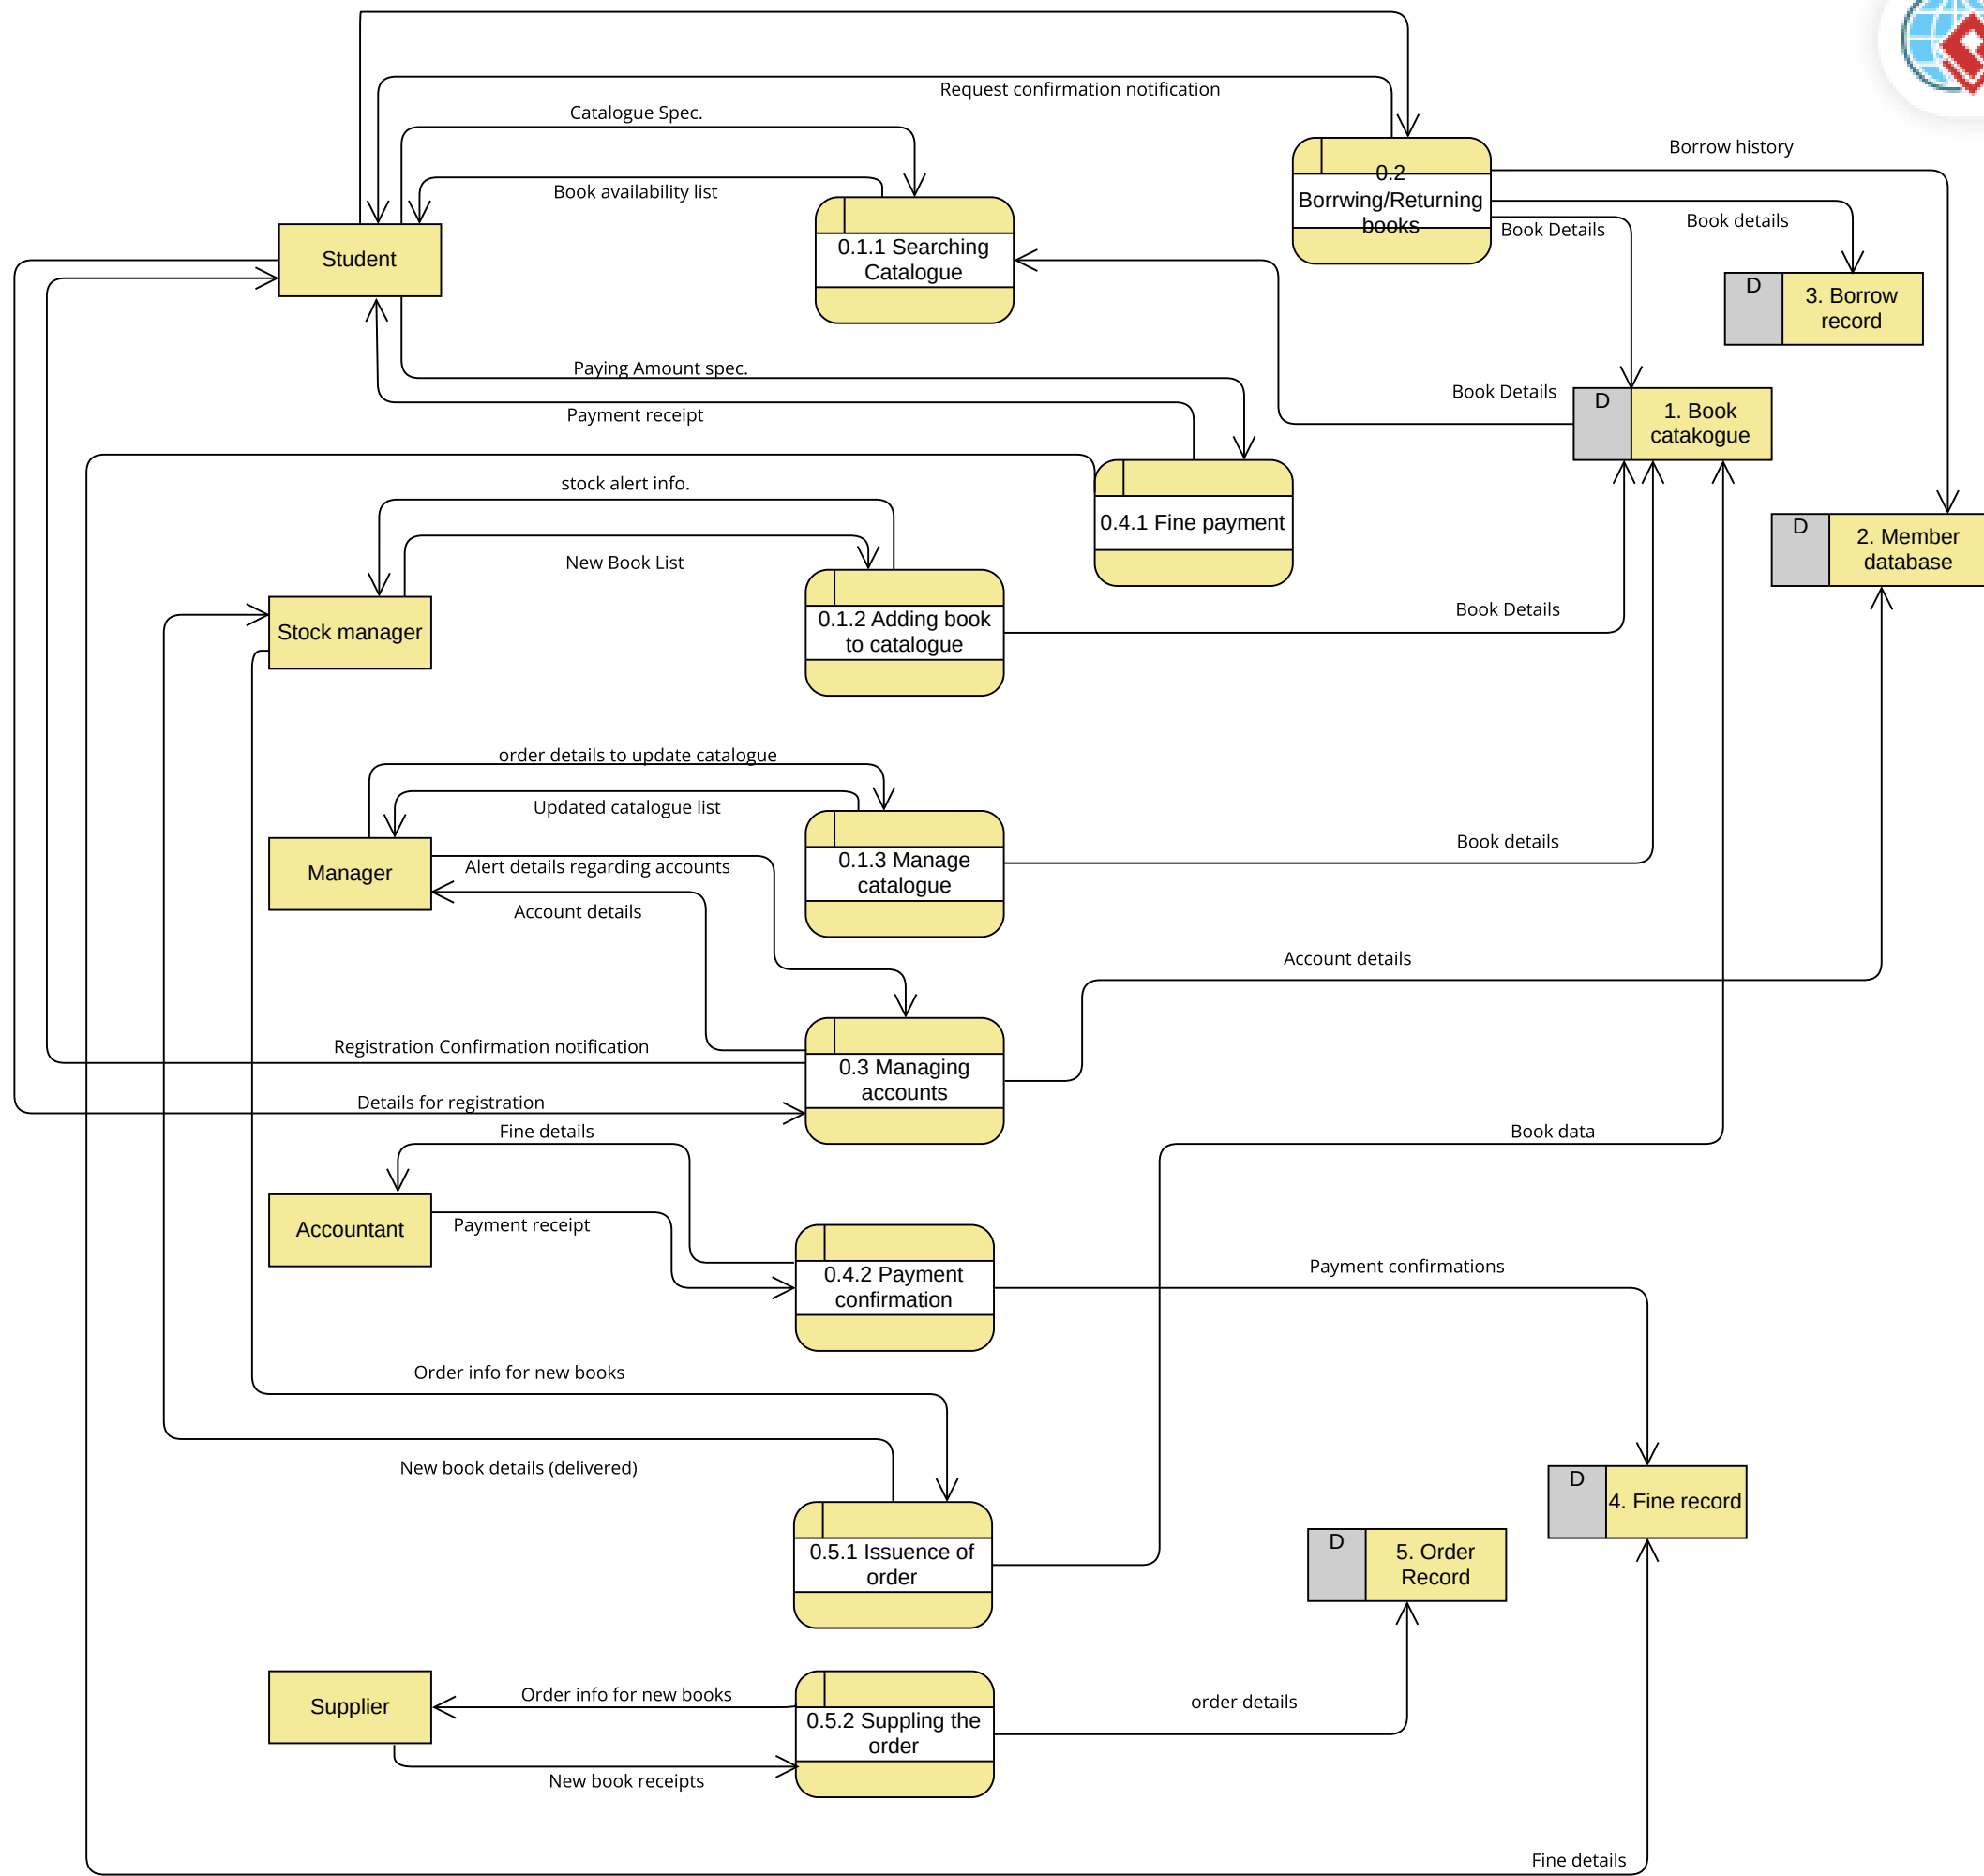 Request confirmation notification
Catalogue Spec.
Borrow history
Book availability list
0.2
Borrwing/Returning
books
Book details
Book Details
Student
0.1.1 Searching
Catalogue
D
3. Borrow
record
Paying Amount spec.
Payment receipt
Book Details
D
1. Book
catakogue
stock alert info.
0.4.1 Fine payment
D
2. Member
database
New Book List
Stock manager
0.1.2 Adding book
to catalogue
Book Details
order details to update catalogue
Updated catalogue list
Manager
Alert details regarding accounts
0.1.3 Manage
catalogue
Book details
Account details
Account details
Registration Confirmation notification
0.3 Managing
accounts
Details for registration
Fine details
Book data
Accountant
Payment receipt
0.4.2 Payment
confirmation
Payment confirmations
Order info for new books
New book details (delivered)
D
4. Fine record
0.5.1 Issuence of
order
D
5. Order
Record
Supplier
Order info for new books
0.5.2 Suppling the
order
order details
New book receipts
Fine details